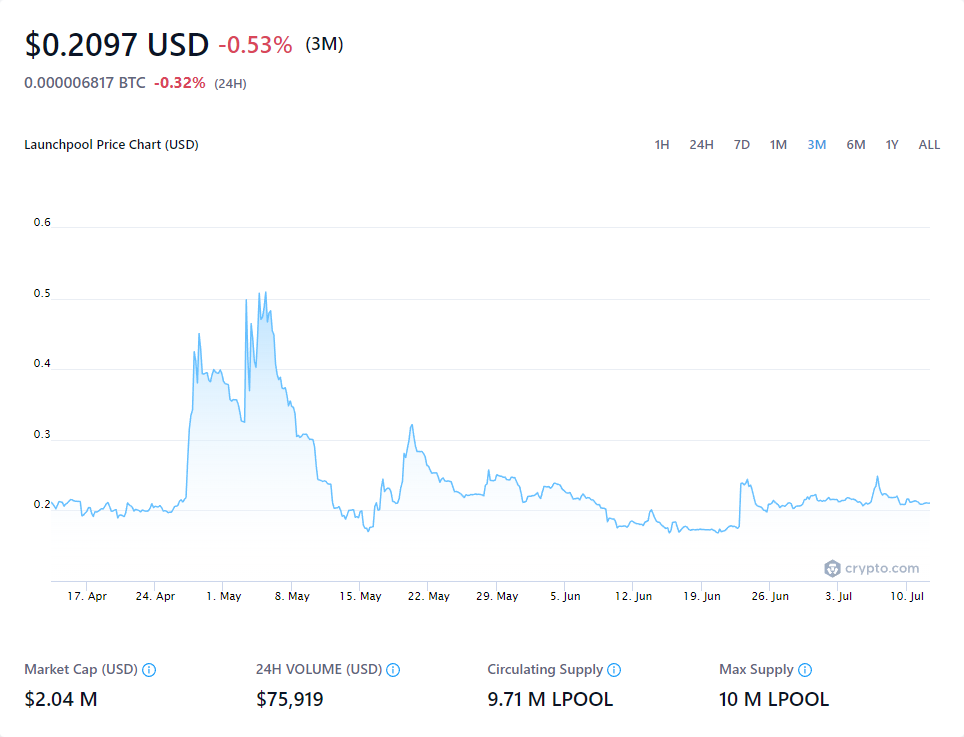 $0.2097 USD -0.53% (3M)
0.000006817 BTC -0.32% (24H)
Launchpool Price Chart (USD) 1H 24H 7D 1M 3M 6M 1Y ALL
0.6
0.5
0.4
0.3
0.2
crypto.com
17. Apr 24. Apr 1. May 8. May 15. May 22. May 29. May 5. Jun 12. Jun 19. Jun 26. Jun 3. Jul 10. Jul
Market Cap (USD) 24H VOLUME (USD) Circulating Supply Max Supply
$2.04 M $75,919 9.71 M LPOOL 10 M LPOOL